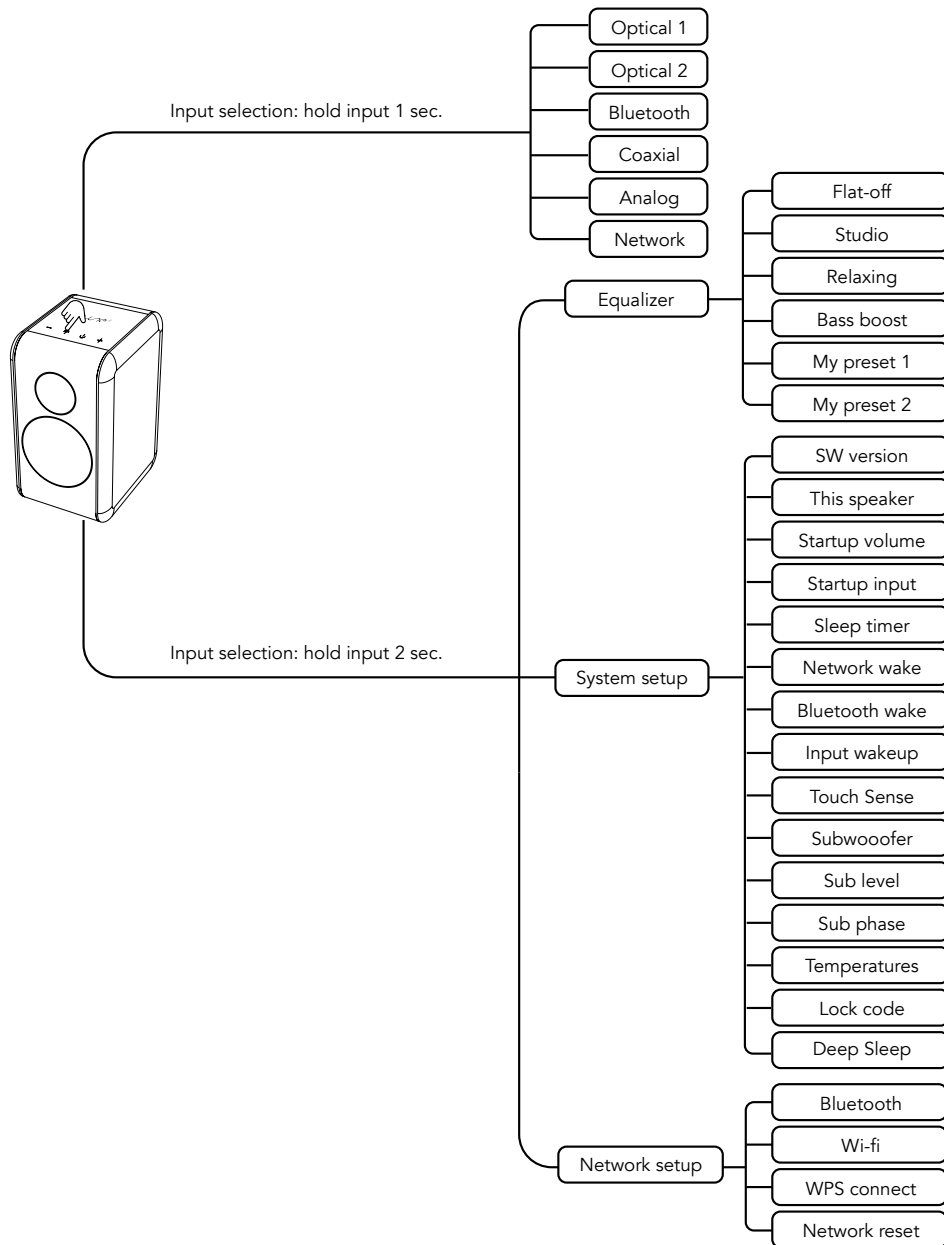 Optical 1
Optical 2
Input selection: hold input 1 sec.
Bluetooth
Coaxial
Analog
Network
Equalizer
Flat-off
Studio
Relaxing
Bass boost
My preset 1
My preset 2
Input selection: hold input 2 sec.
System setup
SW version
This speaker
Startup volume
Startup input
Sleep timer
Network wake
Bluetooth wake
Input wakeup
Touch Sense
Subwooofer
Sub level
Sub phase
Temperatures
Lock code
Deep Sleep
Network setup
Bluetooth
Wi-fi
WPS connect
Network reset